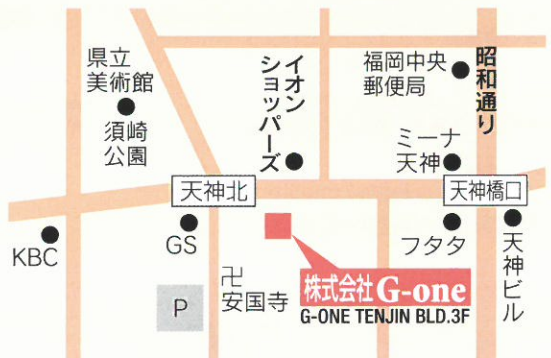 県立
美術館
須崎
公園
イオン
ショッパーズ
福岡中央
郵便局
昭和通り
ミーナ
天神
天神北
天神橋口
KBC
GS
フタタ
天神ビル
P
卍
安国寺
株式会社G-one
G-ONE TENJIN BLD.3F